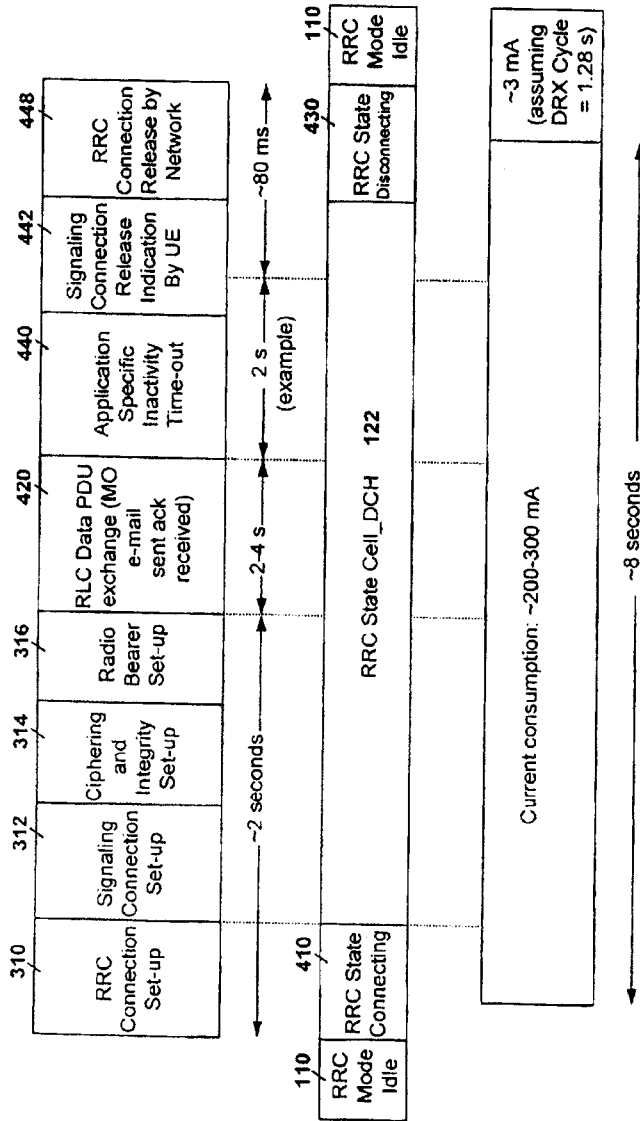 310
312
314
316
420
440
442
448
RRC
Connection
Set-up
Signaling
Connection
Set-up
Ciphering
and
Integrity
Set-up
Radio
Bearer
Set-up
RLC Data PDU
exchange (MO
e-mail
sent ack
received)
Application
Specific
Inactivity
Time-out
Signaling
Connection
Release
Indication
By UE
RRC
Connection
Release by
Network
~2 seconds
2-4 s
2 s
(example)
~80 ms
110
410
430
110
RRC
Mode
Idle
RRC State
Connecting
RRC State Cell_DCH 122
RRC State
Disconnecting
RRC
Mode
Idle
Current consumption: ~200-300 mA
~3 mA
(assuming
DRX Cycle
= 1.28 s)
~8 seconds